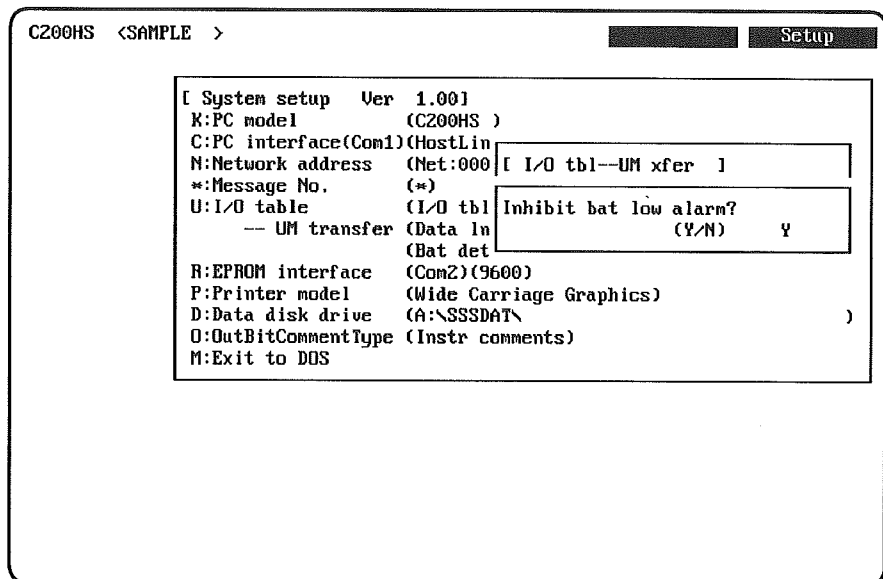 C200HS <SAMPLE > Setup
[ System setup Ver 1.00]
K:PC model (C200HS )
C:PC interface(Com1)(HostLin
N:Network address (Net:000 [ I/O tbl--UM xfer ]
*:Message No. (*)
U:I/O table (I/O tbl Inhibit bat low alarm?
-- UM transfer (Data ln (Y/N) Y
(Bat det
R:EPROM interface (Com2)(9600)
P:Printer model (Wide Carriage Graphics)
D:Data disk drive (A:\SSSDAT\ )
O:OutBitCommentType (Instr comments)
M:Exit to DOS